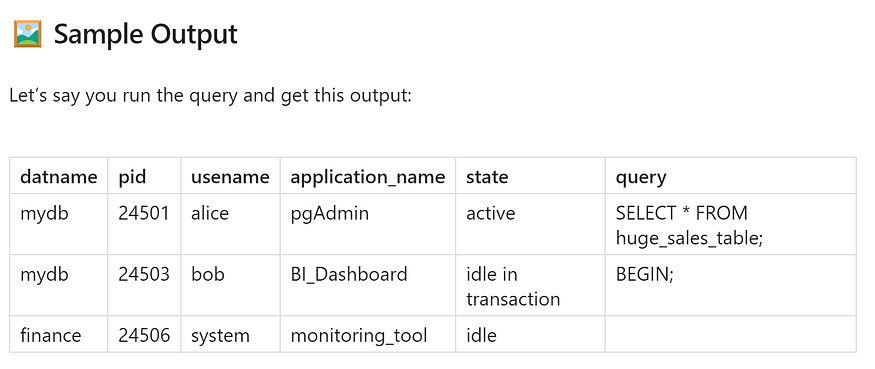 Sample Output
Let's say you run the query and get this output:
datname pid usename application_name state query
mydb 24501 alice pgAdmin active SELECT * FROM
huge_sales_table;
mydb 24503 bob BI_Dashboard idle in BEGIN;
transaction
finance 24506 system monitoring_tool idle